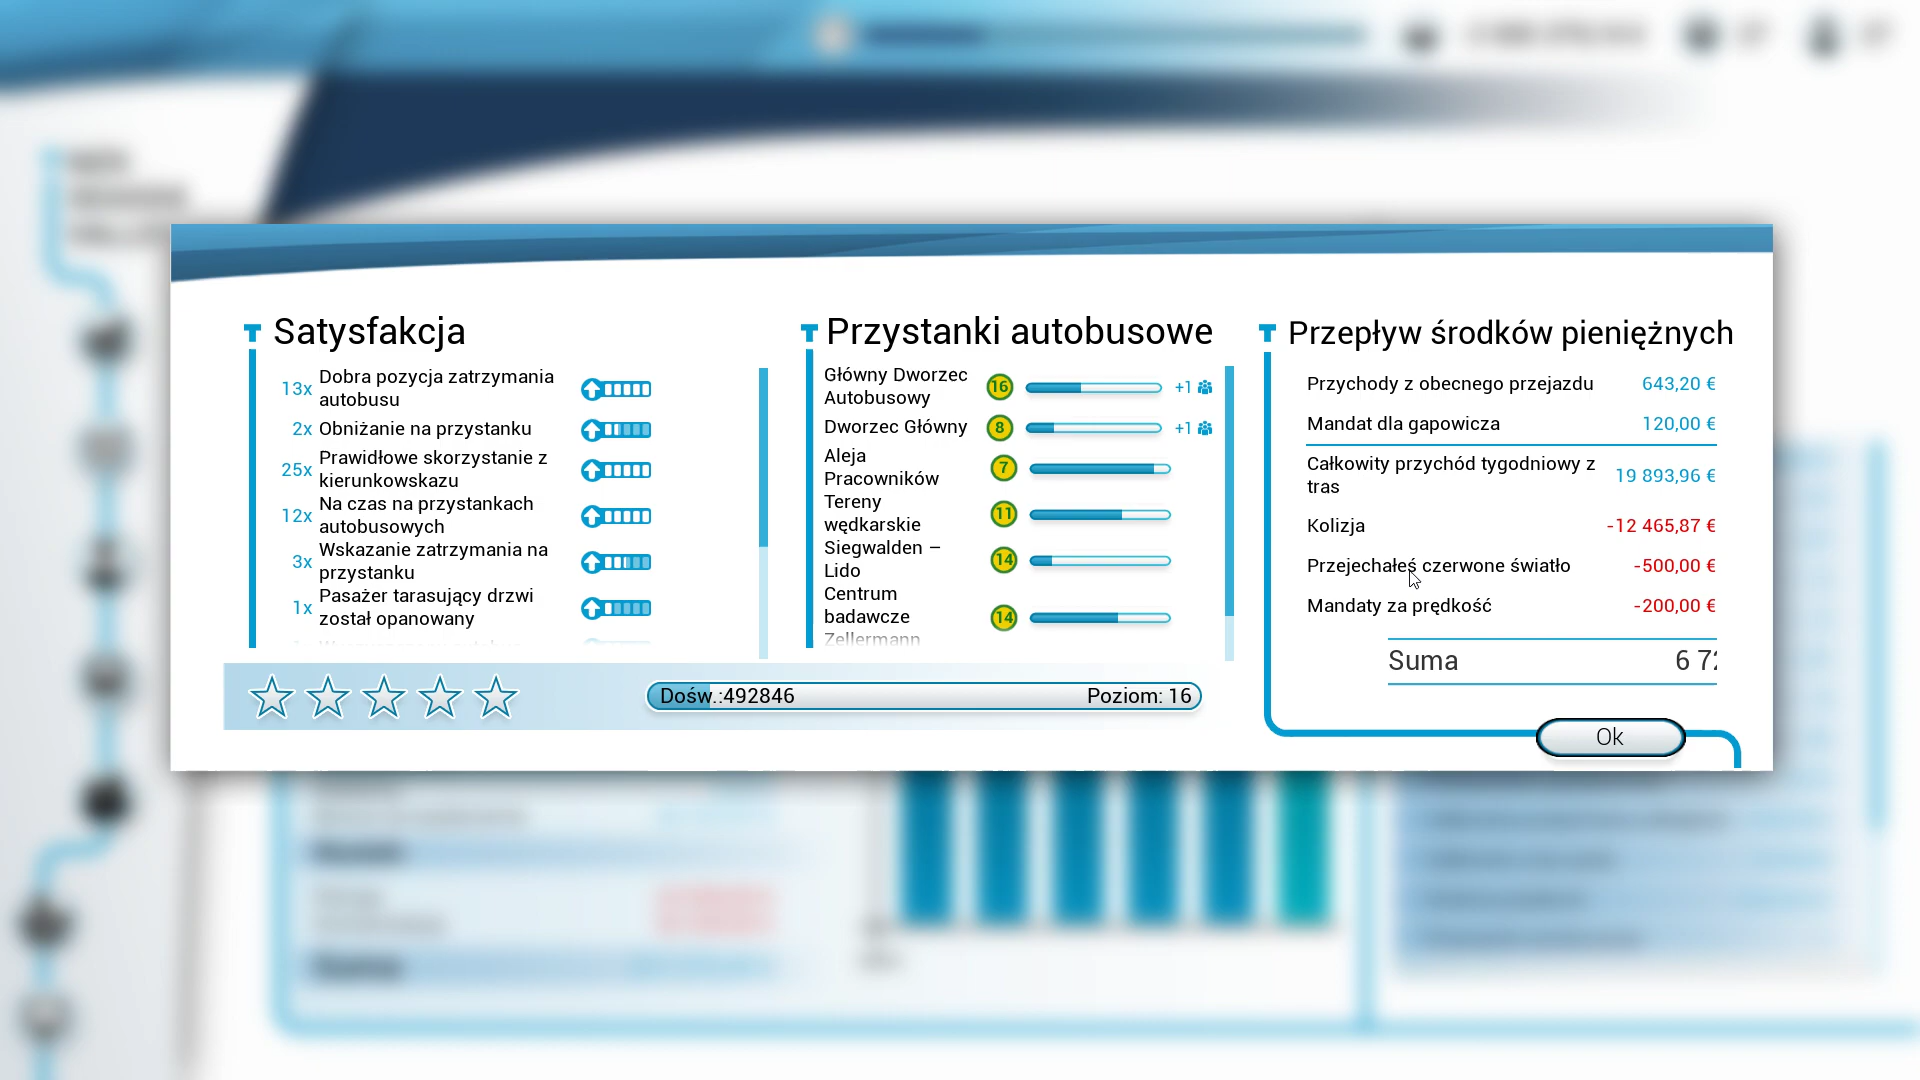 Satysfakcja
13x Dobra pozycja zatrzymania
autobusu
2x Obniżanie na przystanku
25x Prawidłowe skorzystanie z
kierunkowskazu
12x Na czas na przystankach
autobusowych
3x Wskazanie zatrzymania na
przystanku
1x Pasażer tarasujący drzwi
został opanowany
Przystanki autobusowe
Główny Dworzec
Autobusowy 16 +1
Dworzec Główny 8 +1
Aleja
Pracowników 7
Tereny
wędkarskie 11
Siegwalden –
Lido 14
Centrum
badawcze 14
Zellermann
Przepływ środków pieniężnych
Przychody z obecnego przejazdu 643,20 €
Mandat dla gapowicza 120,00 €
Całkowity przychód tygodniowy z
tras 19 893,96 €
Kolizja -12 465,87 €
Przejechałeś czerwone światło -500,00 €
Mandaty za prędkość -200,00 €
Suma 6 72
Dośw.:492846 Poziom: 16
Ok